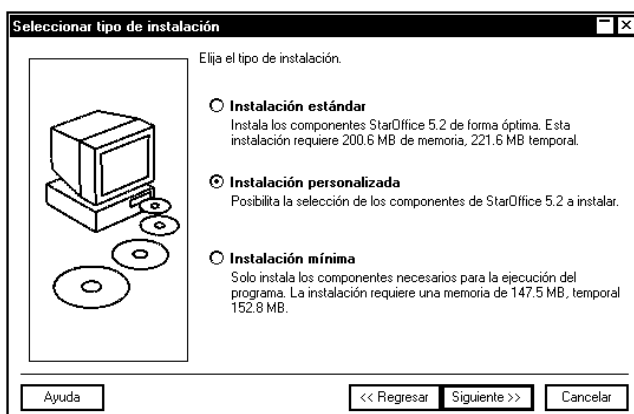 Seleccionar tipo de instalación
Elija el tipo de instalación.
Instalación estándar
Instala los componentes StarOffice 5.2 de forma óptima. Esta
instalación requiere 200.6 MB de memoria, 221.6 MB temporal.
Instalación personalizada
Posibilita la selección de los componentes de StarOffice 5.2 a instalar.
Instalación mínima
Solo instala los componentes necesarios para la ejecución del
programa. La instalación requiere una memoria de 147.5 MB, temporal
152.8 MB.
Ayuda
<< Regresar
Siguiente >>
Cancelar